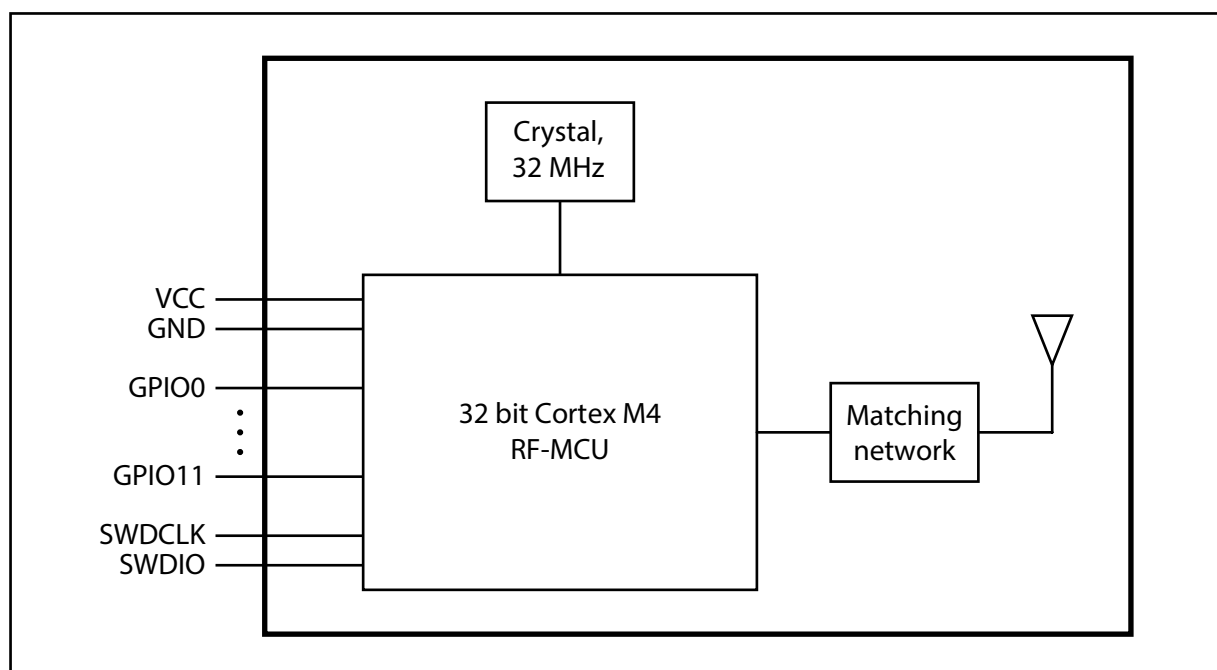 Crystal,
32 MHz
VCC
GND
GPIO0
GPIO11
SWDCLK
SWDIO
32 bit Cortex M4
RF-MCU
Matching
network